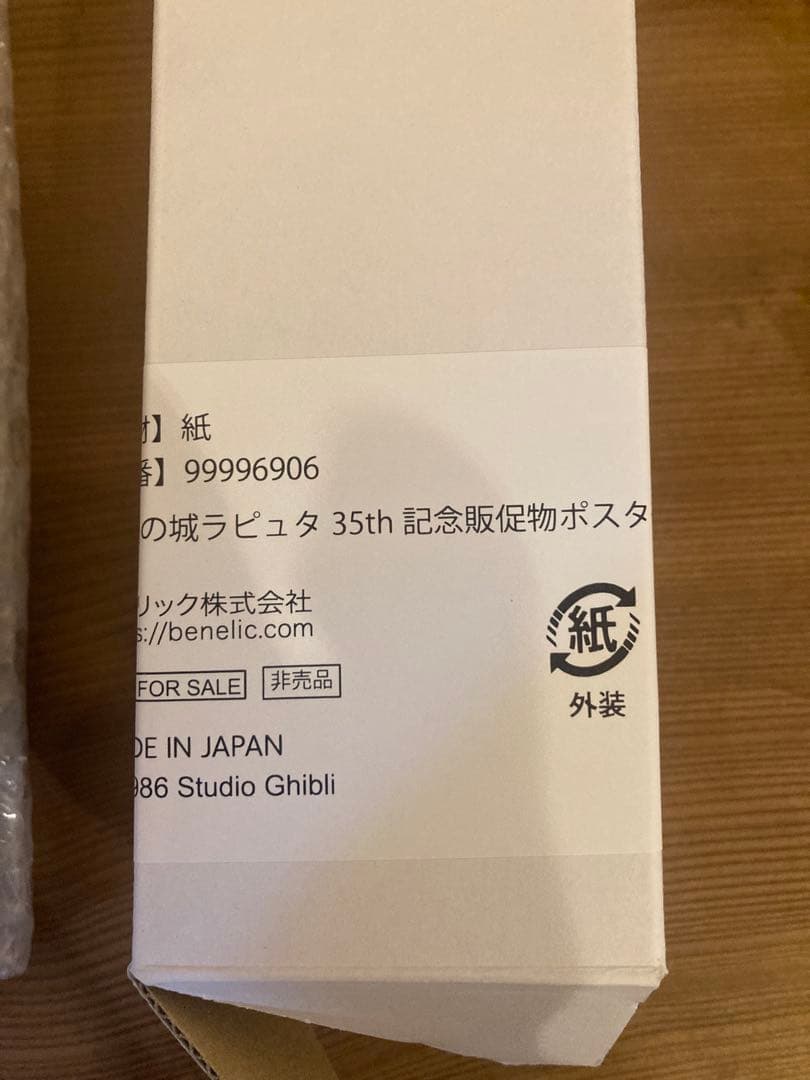 材】紙
番】99996906
の城ラピュタ 35th 記念販促物ポスタ
リック株式会社
s://benelic.com
FOR SALE 非売品
DE IN JAPAN
986 Studio Ghibli
紙
外装